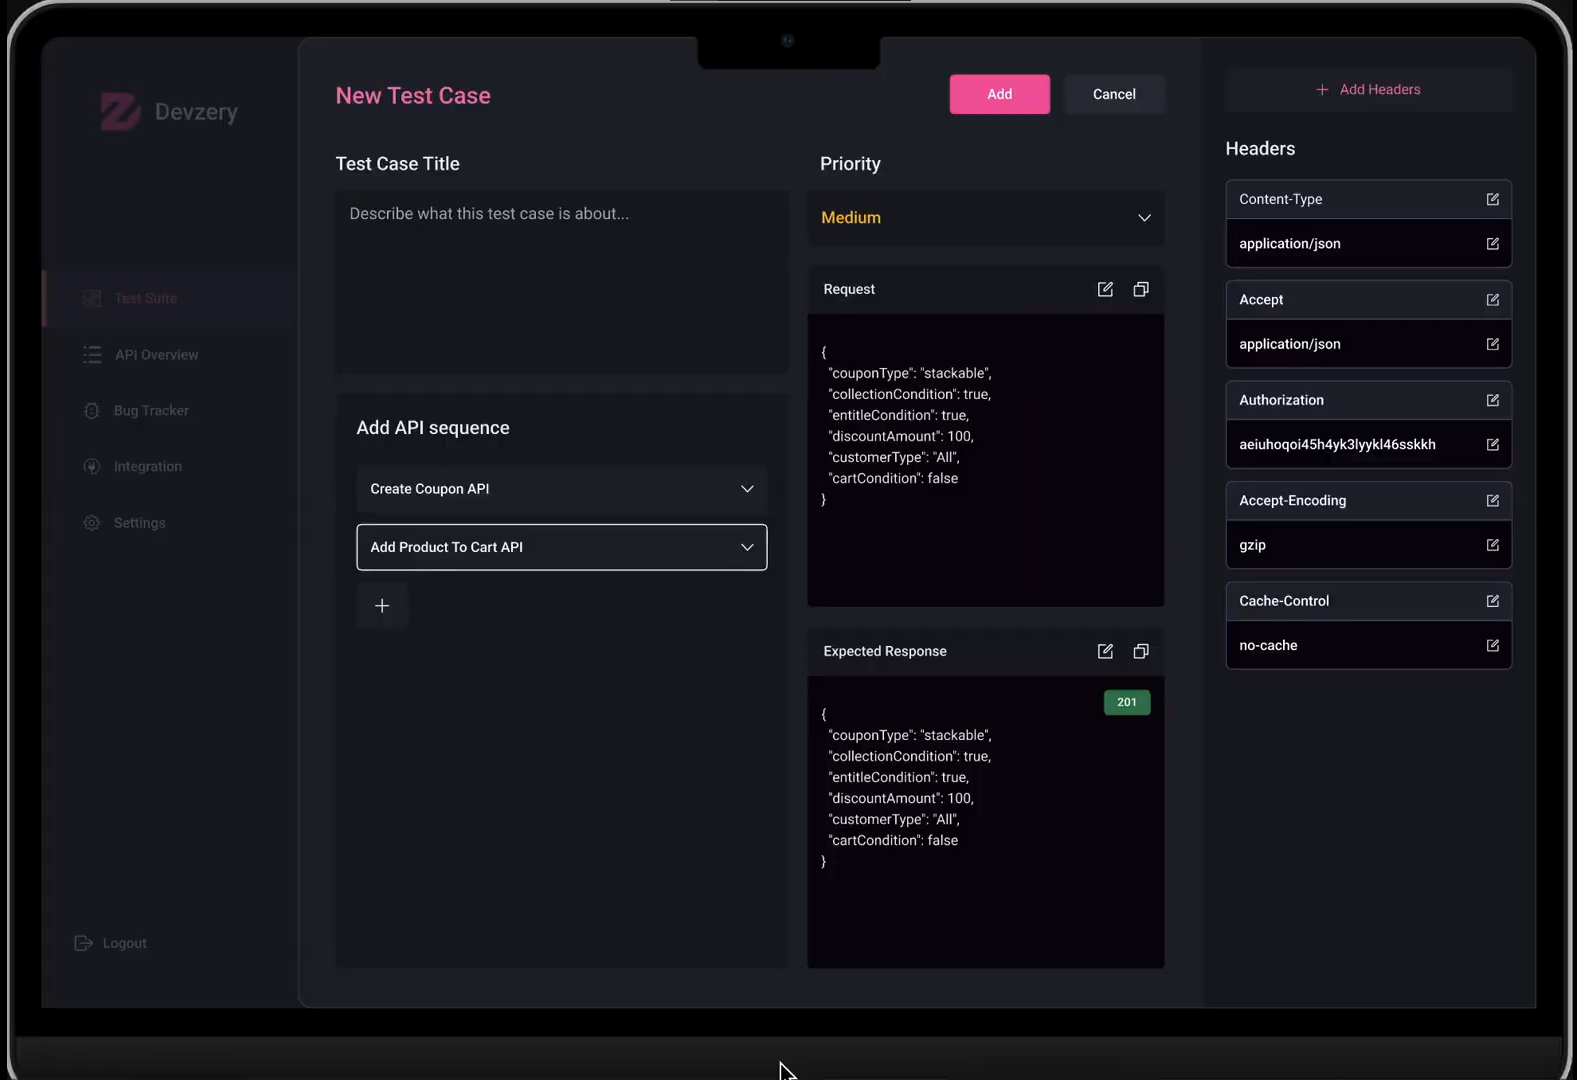 Devzery
Test Suite
API Overview
Bug Tracker
Integration
Settings
Logout
New Test Case
Add
Cancel
Test Case Title
Describe what this test case is about...
Add API sequence
Create Coupon API
Add Product To Cart API
Priority
Medium
Request
{
"couponType": "stackable",
"collectionCondition": true,
"entitleCondition": true,
"discountAmount": 100,
"customerType": "All",
"cartCondition": false
}
Expected Response
201
{
"couponType": "stackable",
"collectionCondition": true,
"entitleCondition": true,
"discountAmount": 100,
"customerType": "All",
"cartCondition": false
}
+ Add Headers
Headers
Content-Type
application/json
Accept
application/json
Authorization
aeiuhoqoi45h4yk3lyykl46sskkh
Accept-Encoding
gzip
Cache-Control
no-cache